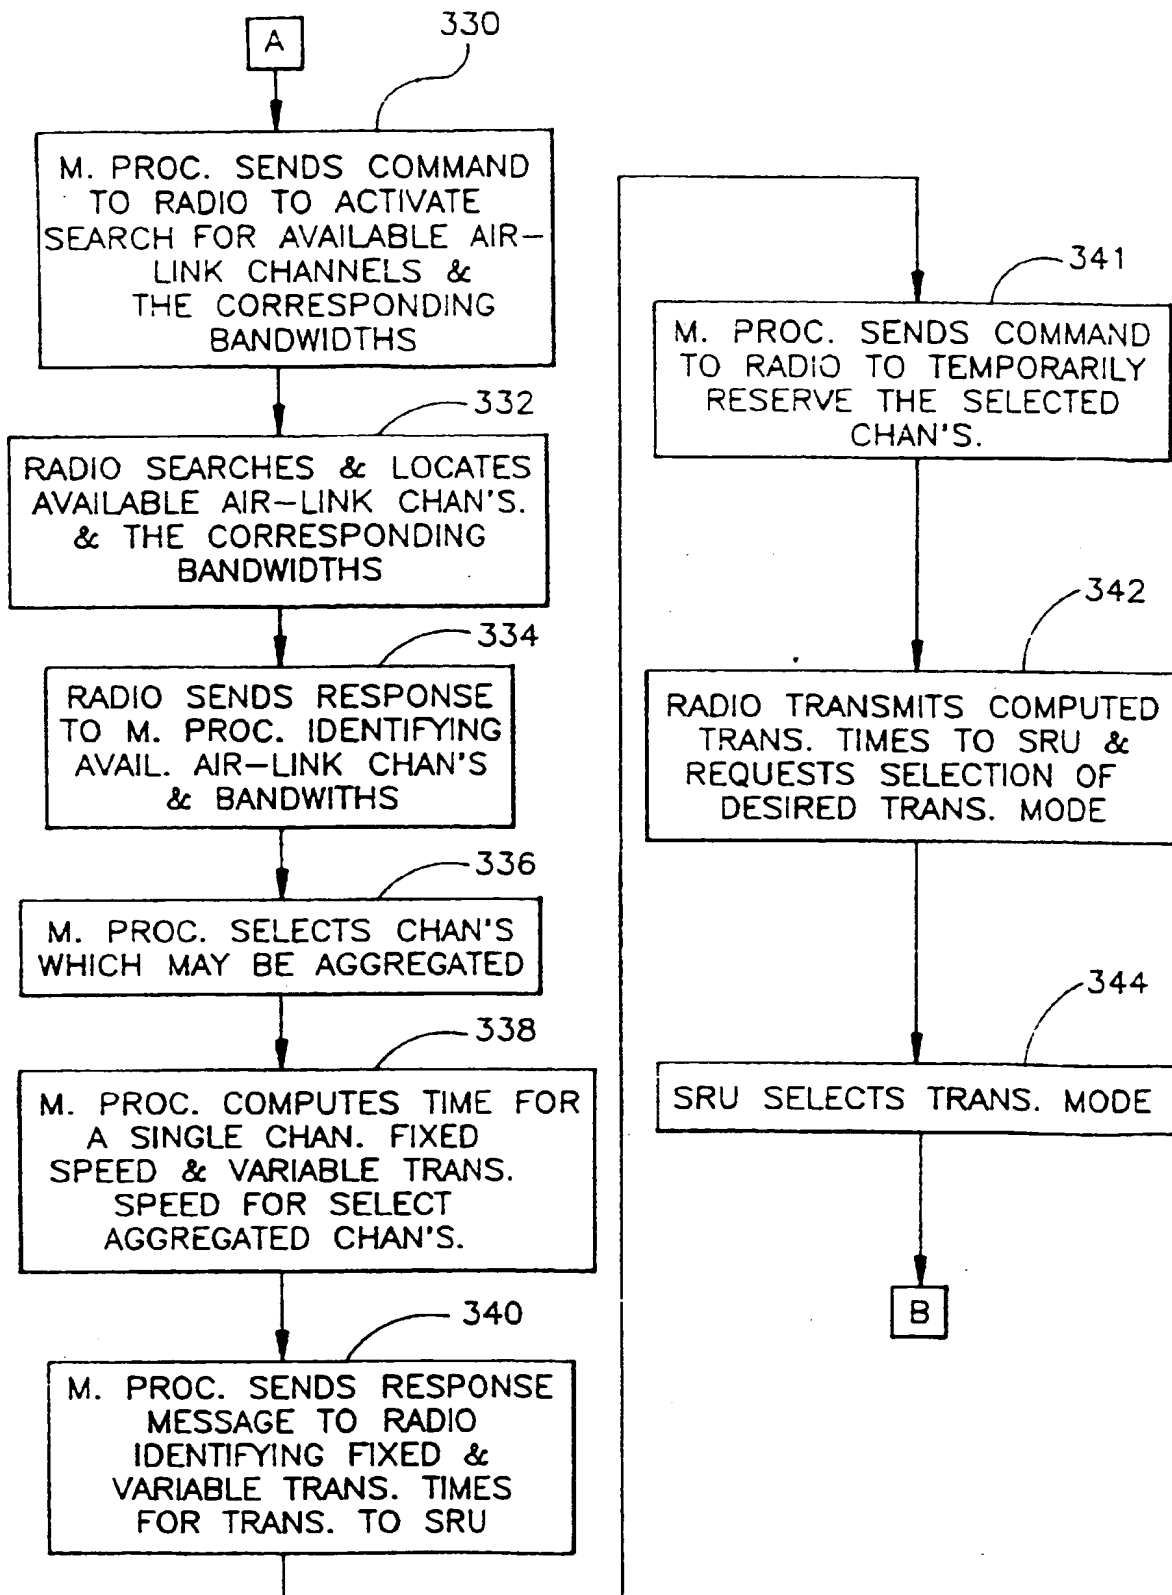 A
330
M. PROC. SENDS COMMAND
TO RADIO TO ACTIVATE
SEARCH FOR AVAILABLE AIR–
LINK CHANNELS &
THE CORRESPONDING
BANDWIDTHS
332
RADIO SEARCHES & LOCATES
AVAILABLE AIR–LINK CHAN'S.
& THE CORRESPONDING
BANDWIDTHS
334
RADIO SENDS RESPONSE
TO M. PROC. IDENTIFYING
AVAIL. AIR–LINK CHAN'S
& BANDWITHS
336
M. PROC. SELECTS CHAN'S
WHICH MAY BE AGGREGATED
338
M. PROC. COMPUTES TIME FOR
A SINGLE CHAN. FIXED
SPEED & VARIABLE TRANS.
SPEED FOR SELECT
AGGREGATED CHAN'S.
340
M. PROC. SENDS RESPONSE
MESSAGE TO RADIO
IDENTIFYING FIXED &
VARIABLE TRANS. TIMES
FOR TRANS. TO SRU
341
M. PROC. SENDS COMMAND
TO RADIO TO TEMPORARILY
RESERVE THE SELECTED
CHAN'S.
342
RADIO TRANSMITS COMPUTED
TRANS. TIMES TO SRU &
REQUESTS SELECTION OF
DESIRED TRANS. MODE
344
SRU SELECTS TRANS. MODE
B